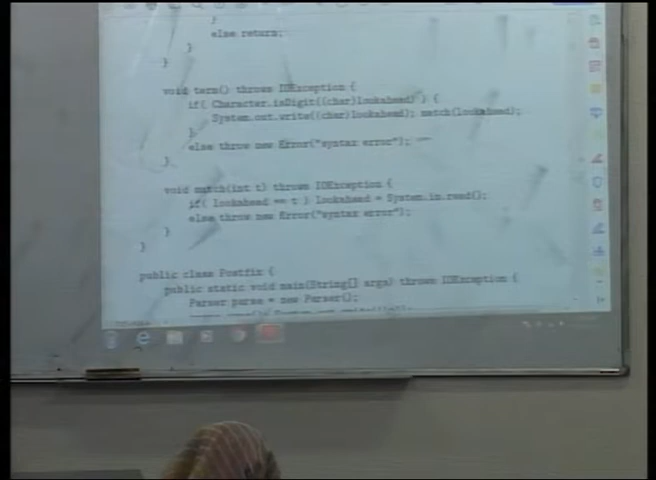 }
else return;
}
}
void term() throws IOException {
if( Character.isDigit((char)lookahead) ) {
System.out.write((char)lookahead); match(lookahead);
}
else throw new Error("syntax error");
}
void match(int t) throws IOException {
if( lookahead == t ) lookahead = System.in.read();
else throw new Error("syntax error");
}
}
public class Postfix {
public static void main(String[] args) throws IOException {
Parser parse = new Parser();